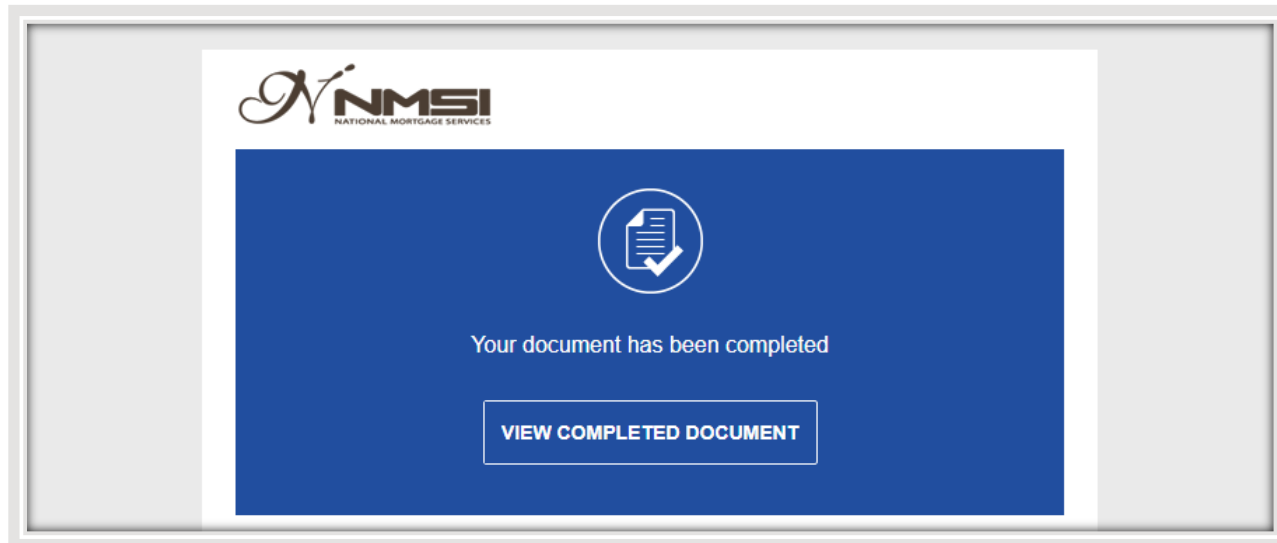 N NMSI
NATIONAL MORTGAGE SERVICES
Your document has been completed
VIEW COMPLETED DOCUMENT